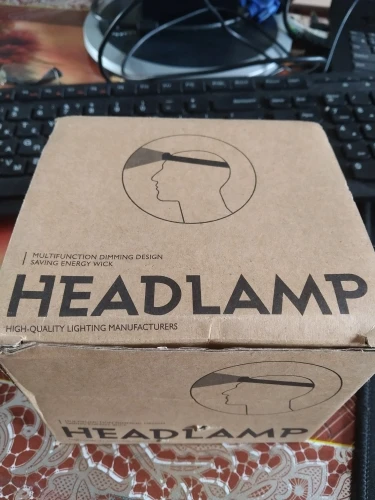 MULTIFUNCTION DIMMING DESIGN
SAVING ENERGY WICK
HEADLAMP
HIGH-QUALITY LIGHTING MANUFACTURERS
HEADLAMP